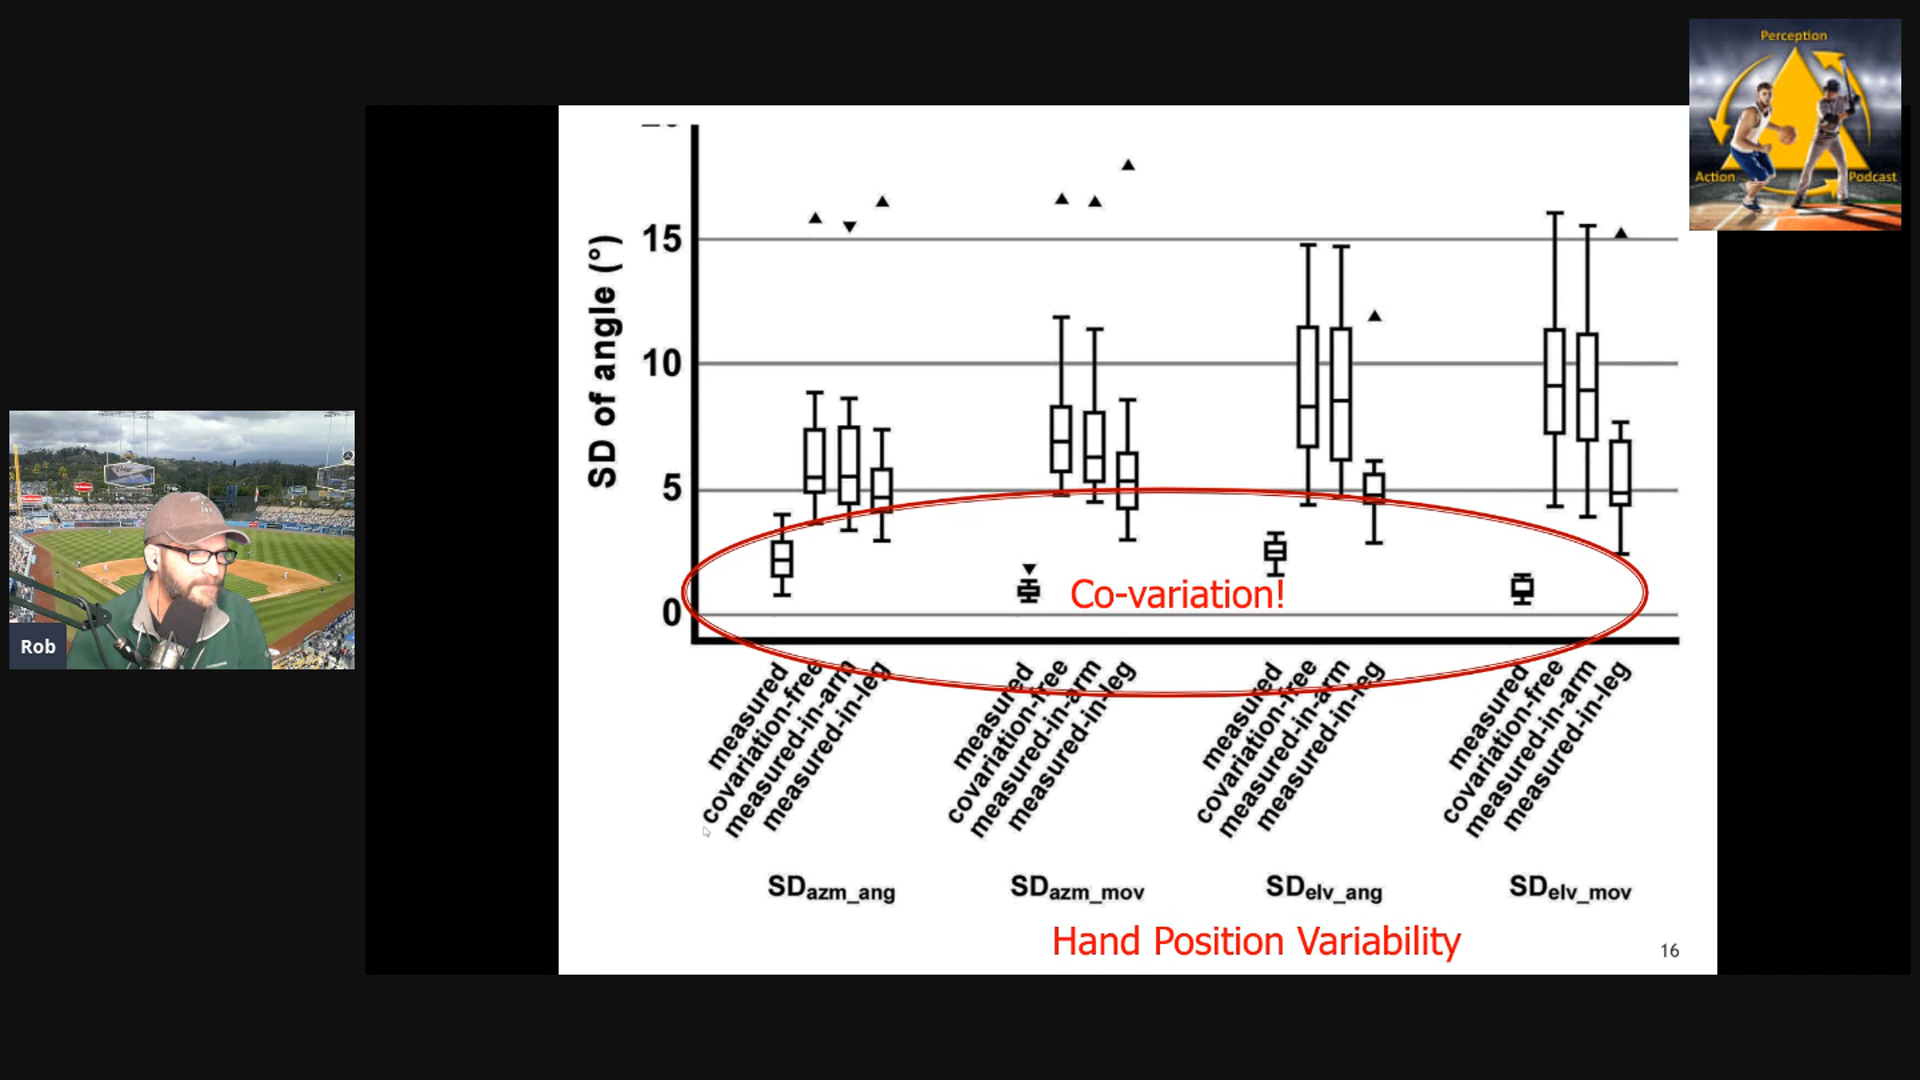 Perception
Action
Podcast
SD of angle (°)
15
10
5
0
Co-variation!
measured
covariation-free
measured-in-arm
measured-in-leg
measured
covariation-free
measured-in-arm
measured-in-leg
measured
covariation-free
measured-in-arm
measured-in-leg
measured
covariation-free
measured-in-arm
measured-in-leg
SDazm_ang
SDazm_mov
SDelv_ang
SDelv_mov
Hand Position Variability
16
Rob